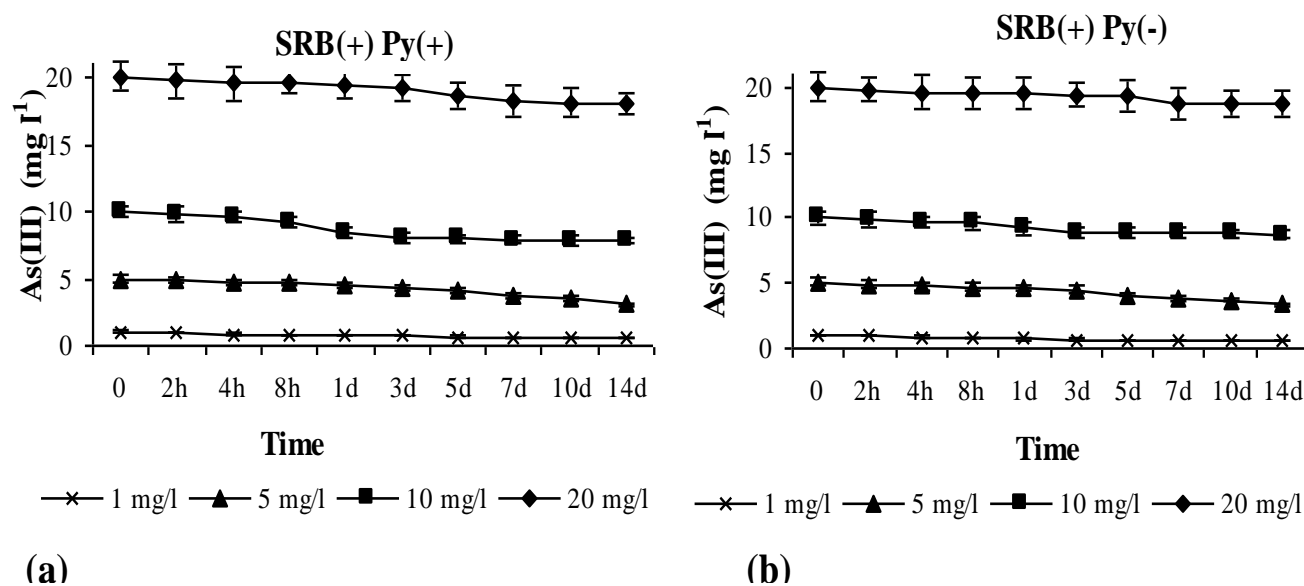 SRB(+) Py(+)
As(III) (mg l¹)
20
15
10
5
0
0 2h 4h 8h 1d 3d 5d 7d 10d 14d
Time
1 mg/l 5 mg/l 10 mg/l 20 mg/l
(a)
SRB(+) Py(-)
As(III) (mg l¹)
20
15
10
5
0
0 2h 4h 8h 1d 3d 5d 7d 10d 14d
Time
1 mg/l 5 mg/l 10 mg/l 20 mg/l
(b)